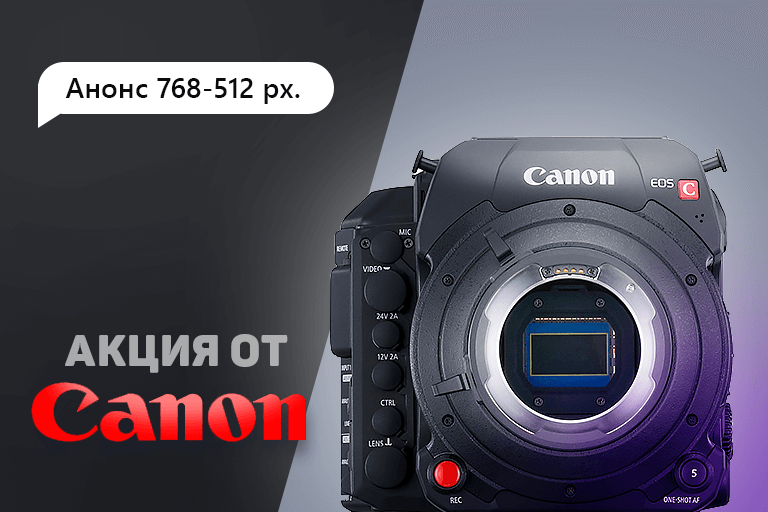 Анонс 768-512 px.
Canon
EOS C
MIC
REMOTE
VIDEO
24V 2A
12V 2A
CTRL
LENS
АКЦИЯ ОТ
Canon
REC
5
ONE-SHOT AF